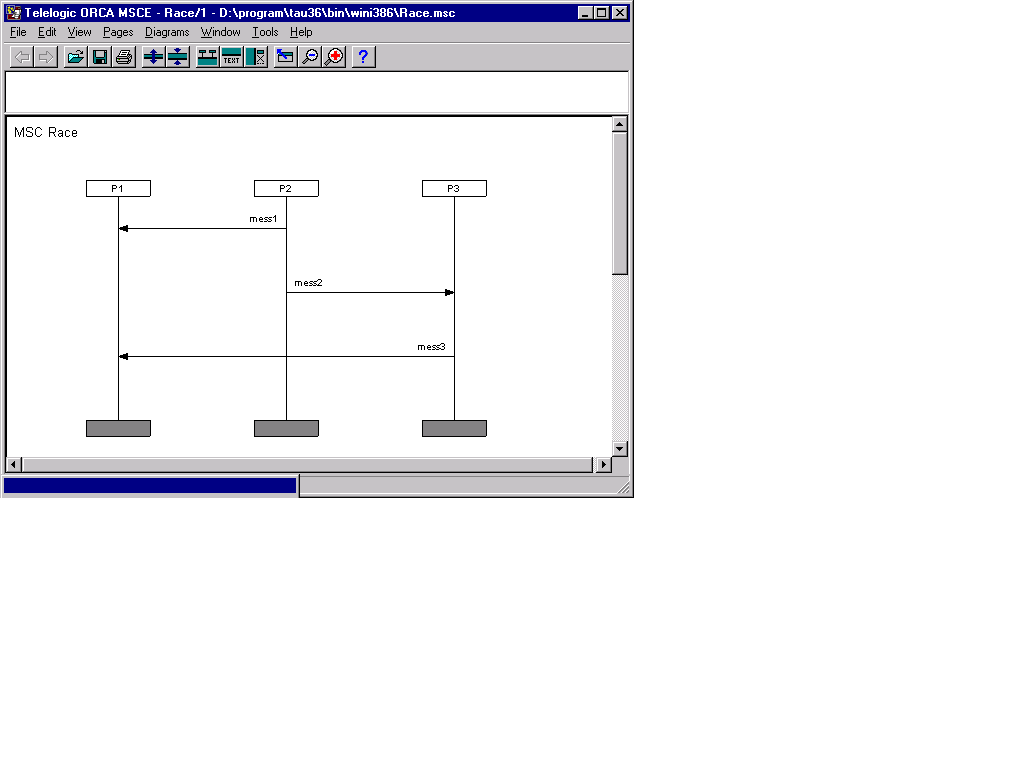 Telelogic ORCA MSCE - Race/1 - D:\program\tau36\bin\wini386\Race.msc
File Edit View Pages Diagrams Window Tools Help
TEXT ?
MSC Race
P1 P2 P3
mess1
mess2
mess3